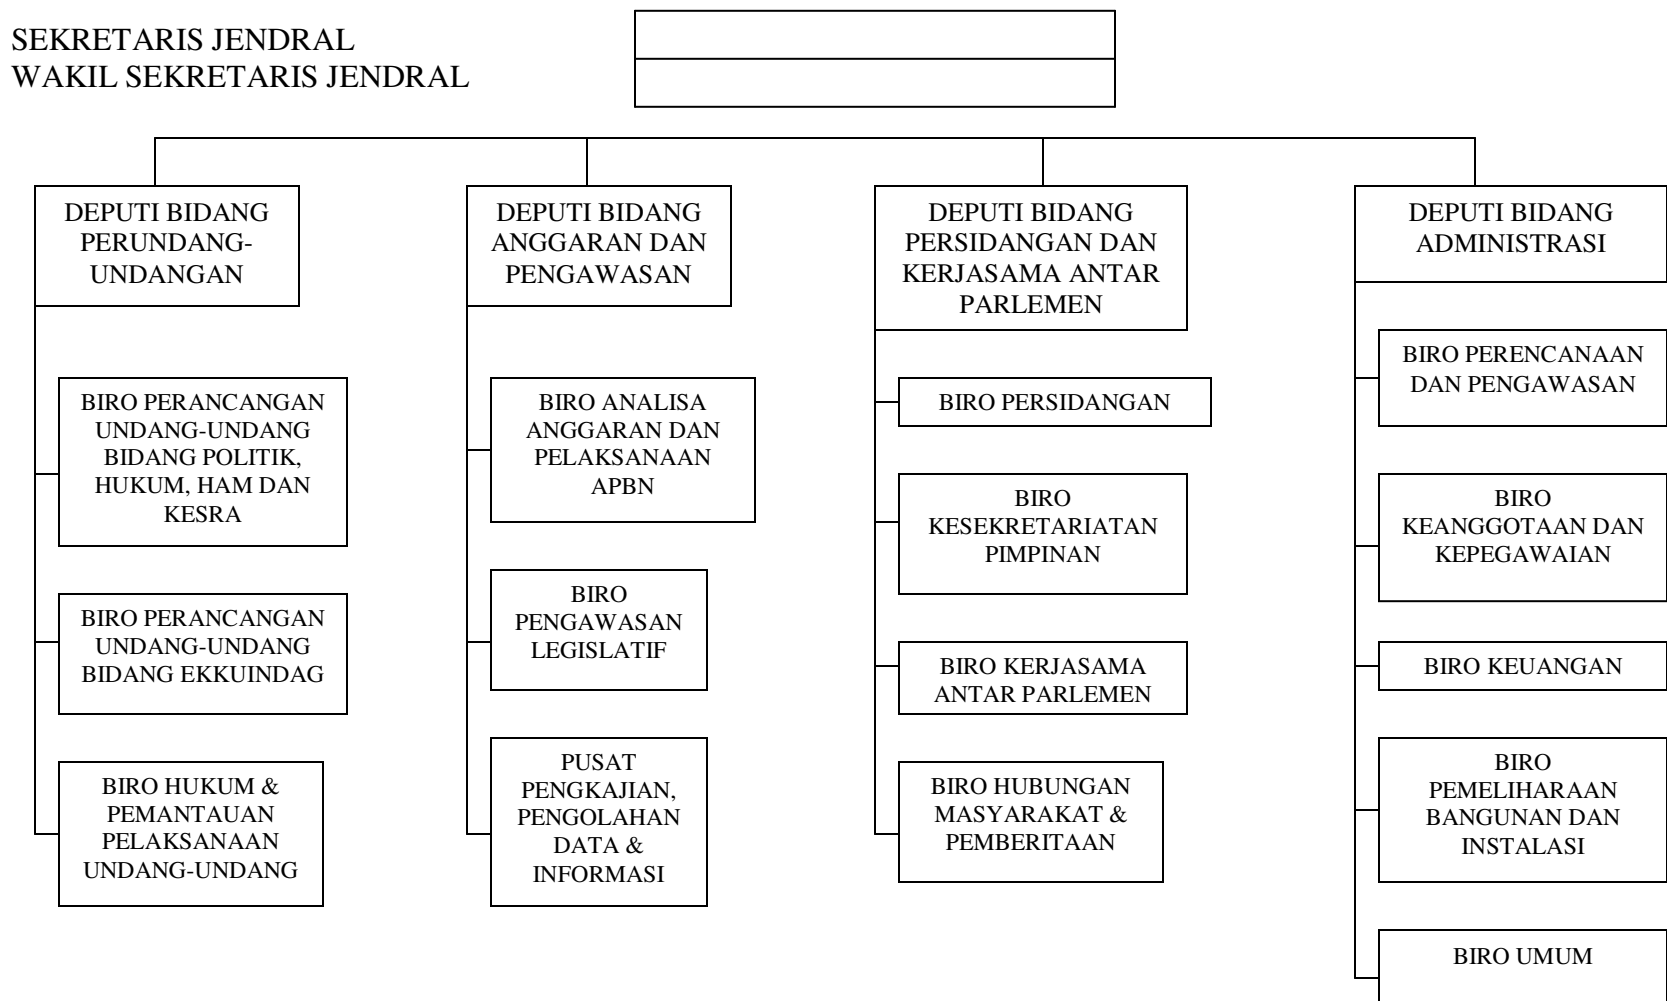 SEKRETARIS JENDRAL
WAKIL SEKRETARIS JENDRAL
DEPUTI BIDANG
PERUNDANG-
UNDANGAN
BIRO PERANCANGAN
UNDANG-UNDANG
BIDANG POLITIK,
HUKUM, HAM DAN
KESRA
BIRO PERANCANGAN
UNDANG-UNDANG
BIDANG EKKUINDAG
BIRO HUKUM &
PEMANTAUAN
PELAKSANAAN
UNDANG-UNDANG
DEPUTI BIDANG
ANGGARAN DAN
PENGAWASAN
BIRO ANALISA
ANGGARAN DAN
PELAKSANAAN
APBN
BIRO
PENGAWASAN
LEGISLATIF
PUSAT
PENGKAJIAN,
PENGOLAHAN
DATA &
INFORMASI
DEPUTI BIDANG
PERSIDANGAN DAN
KERJASAMA ANTAR
PARLEMEN
BIRO PERSIDANGAN
BIRO
KESEKRETARIATAN
PIMPINAN
BIRO KERJASAMA
ANTAR PARLEMEN
BIRO HUBUNGAN
MASYARAKAT &
PEMBERITAAN
DEPUTI BIDANG
ADMINISTRASI
BIRO PERENCANAAN
DAN PENGAWASAN
BIRO
KEANGGOTAAN DAN
KEPEGAWAIAN
BIRO KEUANGAN
BIRO
PEMELIHARAAN
BANGUNAN DAN
INSTALASI
BIRO UMUM